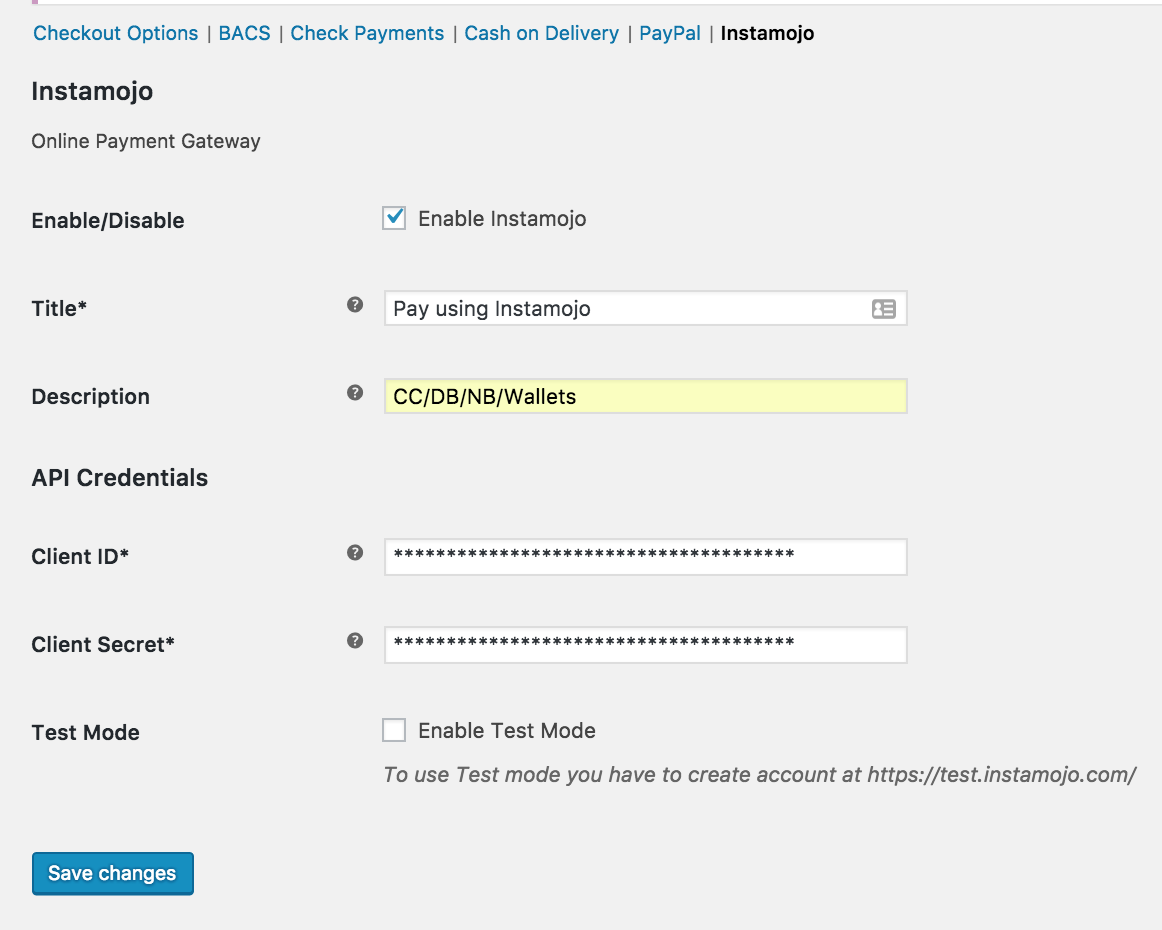 Checkout Options | BACS | Check Payments | Cash on Delivery | PayPal | Instamojo
Instamojo
Online Payment Gateway
Enable/Disable
Enable Instamojo
Title*
Pay using Instamojo
Description
CC/DB/NB/Wallets
API Credentials
Client ID*
**************************************
Client Secret*
**************************************
Test Mode
Enable Test Mode
To use Test mode you have to create account at https://test.instamojo.com/
Save changes